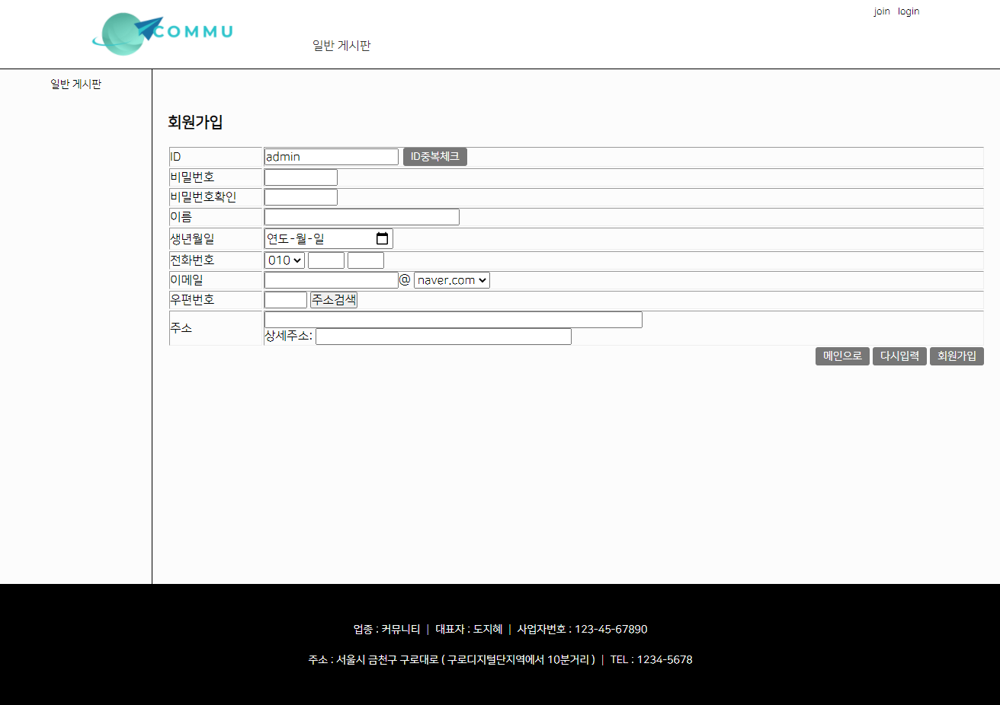 join login
COMMU
일반 게시판
일반 게시판
회원가입
ID admin ID중복체크
비밀번호
비밀번호확인
이름
생년월일 연도-월-일
전화번호 010
이메일 @ naver.com
우편번호 주소검색
주소
상세주소:
메인으로 다시입력 회원가입
업종 : 커뮤니티 | 대표자 : 도지혜 | 사업자번호 : 123-45-67890
주소 : 서울시 금천구 구로대로 ( 구로디지털단지역에서 10분거리 ) | TEL : 1234-5678